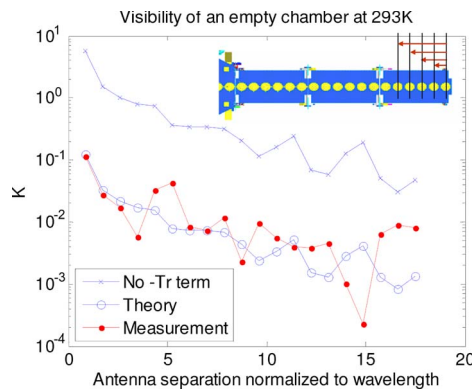 Visibility of an empty chamber at 293K
10^1
10^0
10^-1
10^-2
10^-3
10^-4
K
No -Tr term
Theory
Measurement
0 5 10 15 20
Antenna separation normalized to wavelength